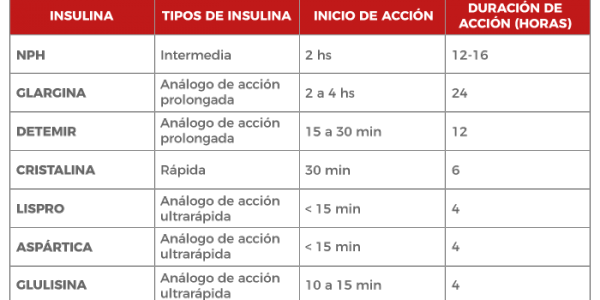 INSULINA TIPOS DE INSULINA INICIO DE ACCIÓN DURACIÓN DE ACCIÓN (HORAS)
NPH Intermedia 2 hs 12-16
GLARGINA Análogo de acción prolongada 2 a 4 hs 24
DETEMIR Análogo de acción prolongada 15 a 30 min 12
CRISTALINA Rápida 30 min 6
LISPRO Análogo de acción ultrarápida < 15 min 4
ASPÁRTICA Análogo de acción ultrarápida < 15 min 4
GLULISINA Análogo de acción ultrarápida 10 a 15 min 4